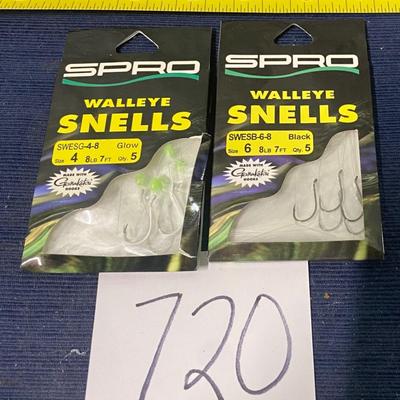 SPRO
WALLEYE
SNELLS
SWESG-4-8 Glow
Size 4 8LB 7FT Qty. 5
MADE WITH
Gamakatsu
HOOKS
SPRO
WALLEYE
SNELLS
SWESB-6-8 Black
Size 6 8LB 7FT Qty. 5
MADE WITH
Gamakatsu
HOOKS
720